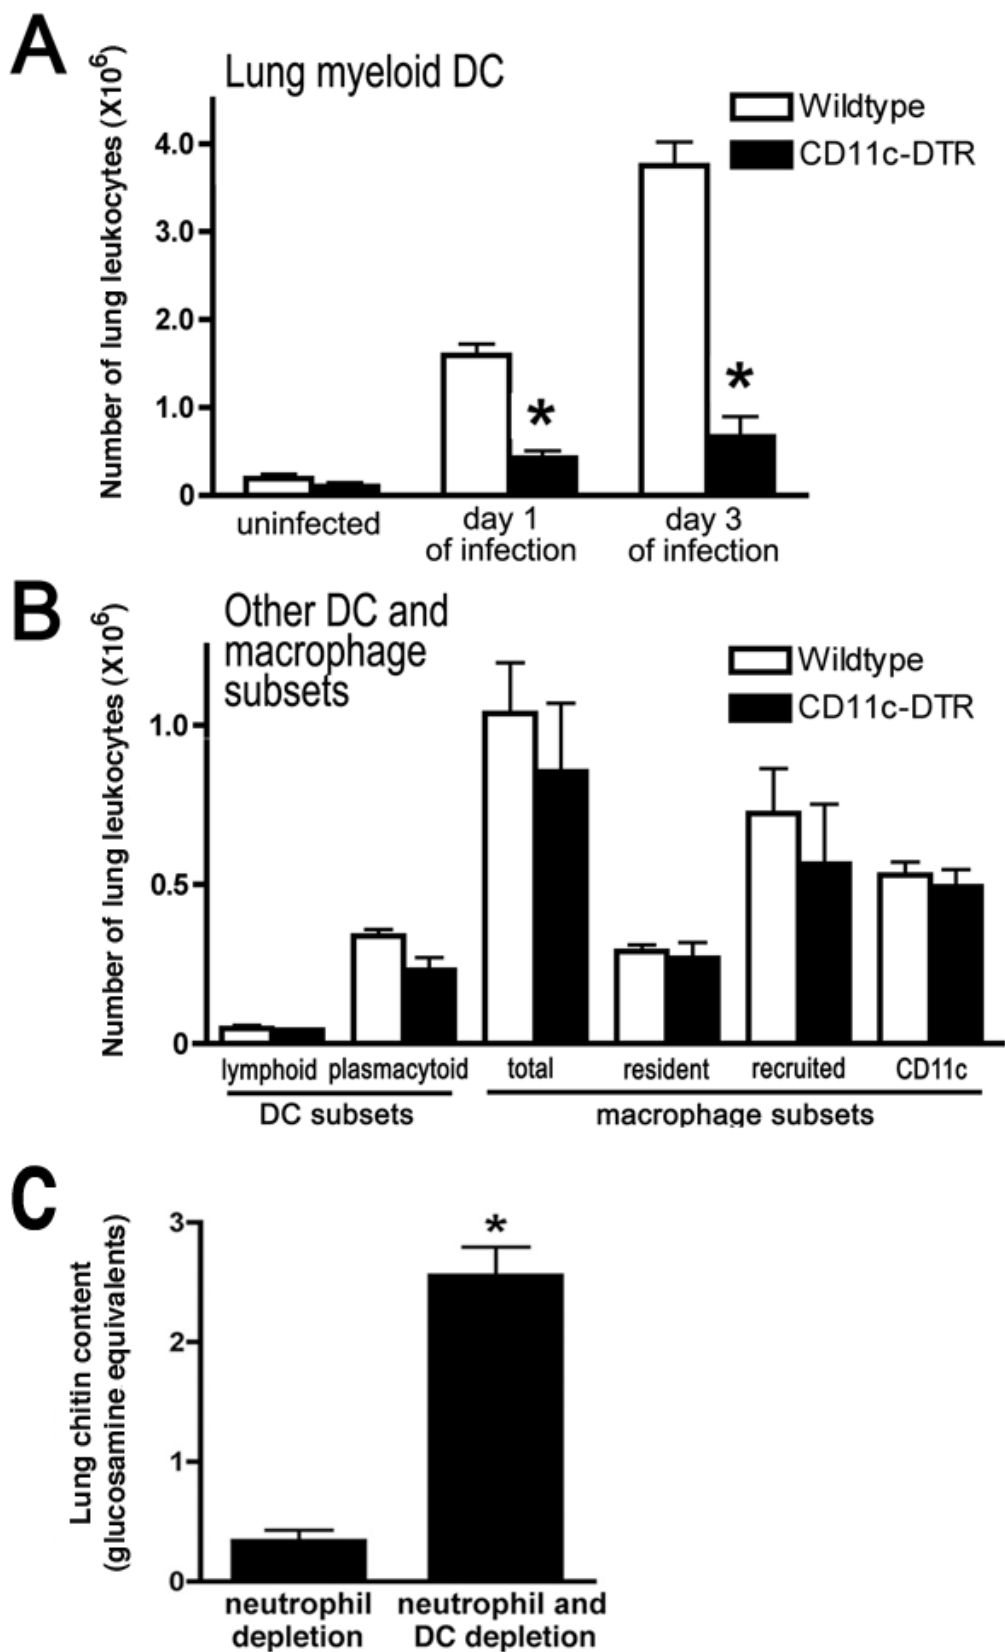 A
Lung myeloid DC
Number of lung leukocytes (X10⁶)
Wildtype
CD11c-DTR
4.0
3.0
2.0
1.0
0
*
*
uninfected
day 1
of infection
day 3
of infection
B
Other DC and
macrophage
subsets
Number of lung leukocytes (X10⁶)
Wildtype
CD11c-DTR
1.0
0.5
0
lymphoid
plasmacytoid
total
resident
recruited
CD11c
DC subsets
macrophage subsets
C
Lung chitin content
(glucosamine equivalents)
3
2
1
0
*
neutrophil
depletion
neutrophil and
DC depletion